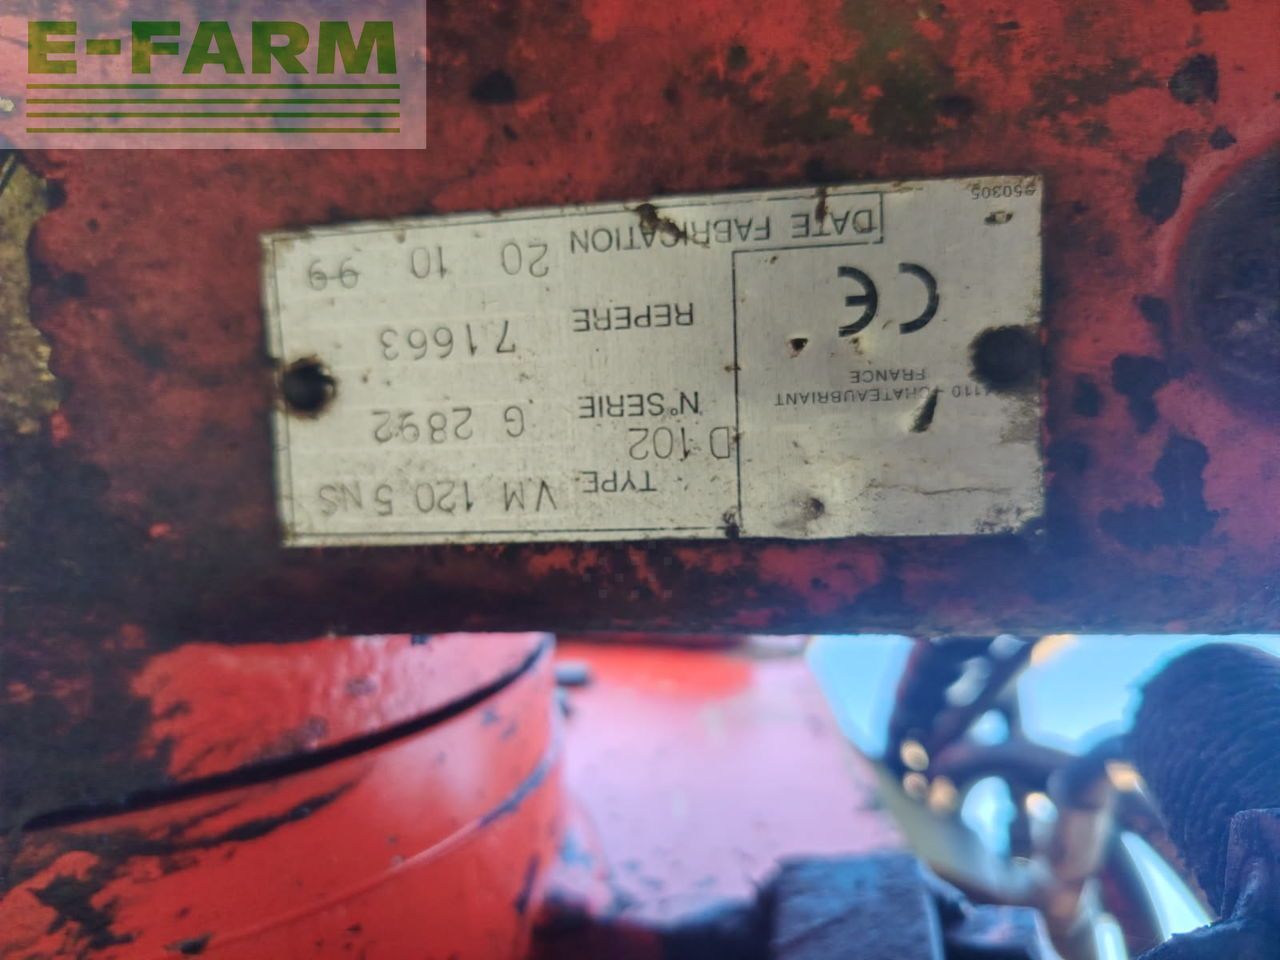 E-FARM
TYPE VM 120 5 NS
D 102
N° SERIE G 2892
REPERE 71663
DATE FABRICATION 20 10 99
CHATEAUBRIANT
FRANCE
CE
950305